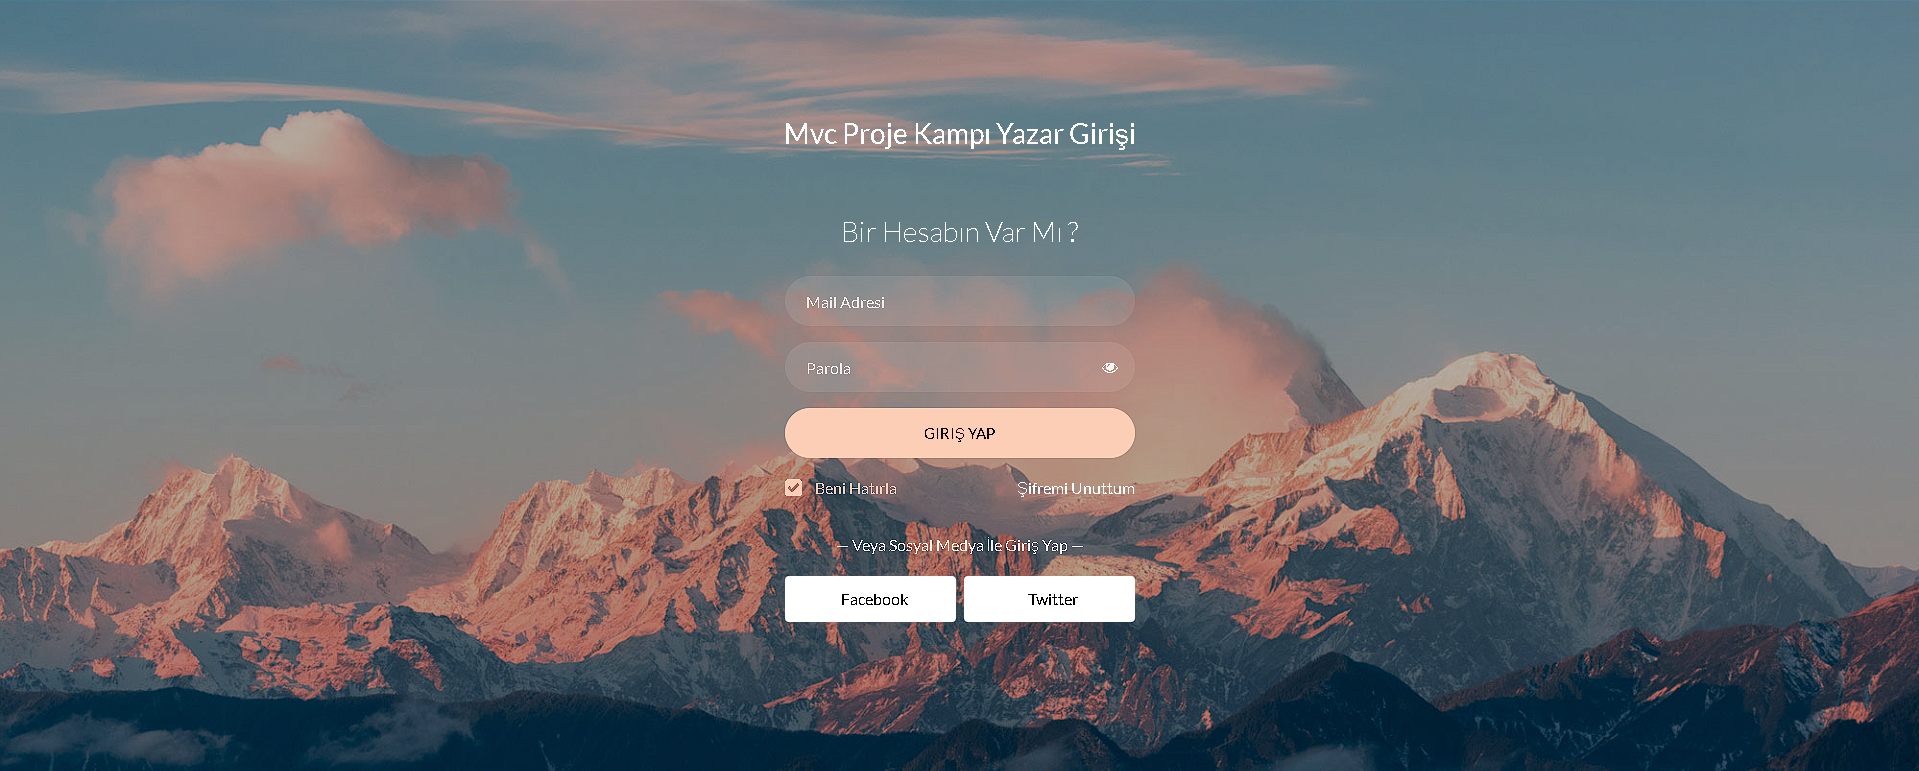 Mvc Proje Kampı Yazar Girişi
Bir Hesabın Var Mı ?
Mail Adresi
Parola
GIRIŞ YAP
Beni Hatırla
Şifremi Unuttum
— Veya Sosyal Medya İle Giriş Yap —
Facebook
Twitter